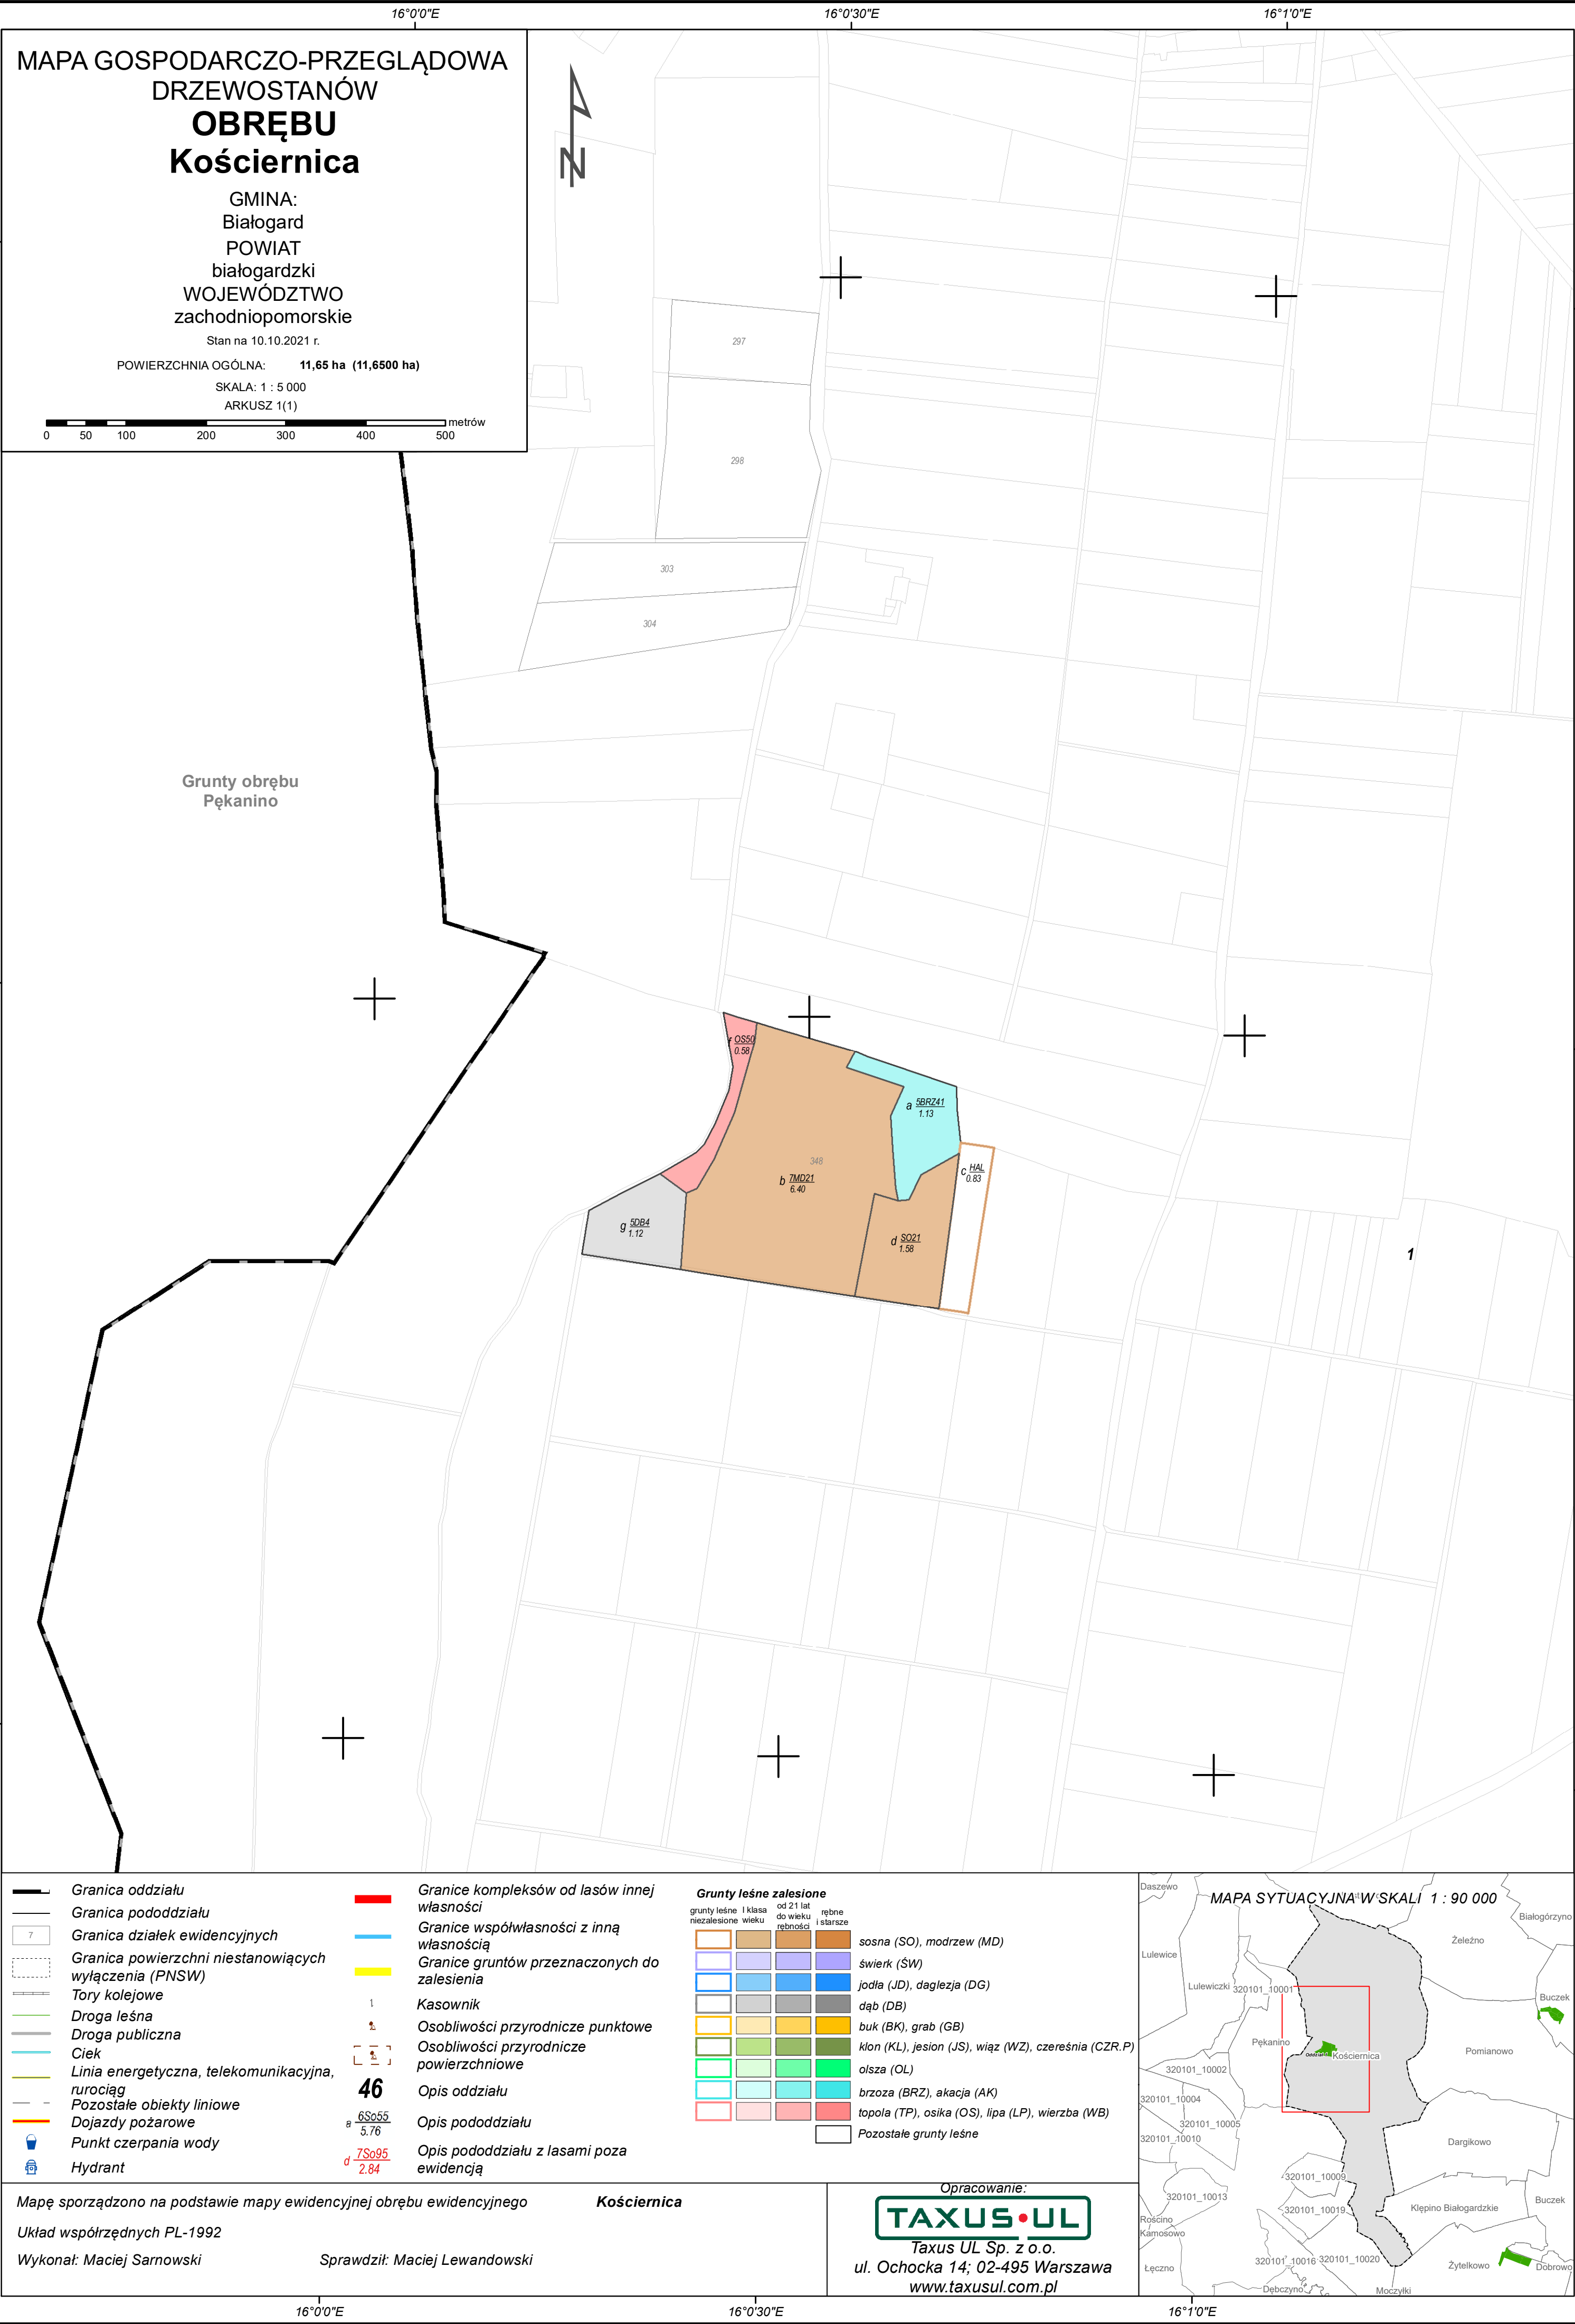 16°0'0"E
16°0'30"E
16°1'0"E
MAPA GOSPODARCZO-PRZEGLĄDOWA
DRZEWOSTANÓW
OBRĘBU
Kościernica
GMINA:
Białogard
POWIAT
białogardzki
WOJEWÓDZTWO
zachodniopomorskie
Stan na 10.10.2021 r.
POWIERZCHNIA OGÓLNA: 11,65 ha (11,6500 ha)
SKALA: 1 : 5 000
ARKUSZ 1(1)
metrów
0 50 100 200 300 400 500
N
297
298
303
304
Grunty obrębu
Pękanino
f OS50
0.58
a 5BRZ41
1.13
348
b 7MD21
6.40
c HAL
0.83
g 5DB4
1.12
d SO21
1.58
1
Granica oddziału
Granica pododdziału
7 Granica działek ewidencyjnych
Granica powierzchni niestanowiących
wyłączenia (PNSW)
Tory kolejowe
Droga leśna
Droga publiczna
Ciek
Linia energetyczna, telekomunikacyjna,
rurociąg
Pozostałe obiekty liniowe
Dojazdy pożarowe
Punkt czerpania wody
Hydrant
Granice kompleksów od lasów innej
własności
Granice współwłasności z inną
własnością
Granice gruntów przeznaczonych do
zalesienia
Kasownik
Osobliwości przyrodnicze punktowe
Osobliwości przyrodnicze
powierzchniowe
46 Opis oddziału
a 6So55
5.76
Opis pododdziału
d 7So95
2.84
Opis pododdziału z lasami poza
ewidencją
Grunty leśne zalesione
grunty leśne
niezalesione
I klasa
wieku
od 21 lat
do wieku
rębności
rębne
i starsze
sosna (SO), modrzew (MD)
świerk (ŚW)
jodła (JD), daglezja (DG)
dąb (DB)
buk (BK), grab (GB)
klon (KL), jesion (JS), wiąz (WZ), czereśnia (CZR.P)
olsza (OL)
brzoza (BRZ), akacja (AK)
topola (TP), osika (OS), lipa (LP), wierzba (WB)
Pozostałe grunty leśne
MAPA SYTUACYJNA W SKALI 1 : 90 000
Daszewo
Białogórzyno
Żeleźno
Lulewice
Lulewiczki
320101_10001
Buczek
Pękanino
Kościernica
Pomianowo
320101_10002
320101_10004
320101_10005
320101_10010
Dargikowo
320101_10009
320101_10013
320101_10019
Klępino Białogardzkie
Buczek
Rościno
Kamosowo
320101_10016
320101_10020
Łęczno
Żytelkowo
Dobrowo
Dębczyno
Moczyłki
Mapę sporządzono na podstawie mapy ewidencyjnej obrębu ewidencyjnego Kościernica
Układ współrzędnych PL-1992
Wykonał: Maciej Sarnowski Sprawdził: Maciej Lewandowski
Opracowanie:
TAXUS•UL
Taxus UL Sp. z o.o.
ul. Ochocka 14; 02-495 Warszawa
www.taxusul.com.pl
16°0'0"E
16°0'30"E
16°1'0"E